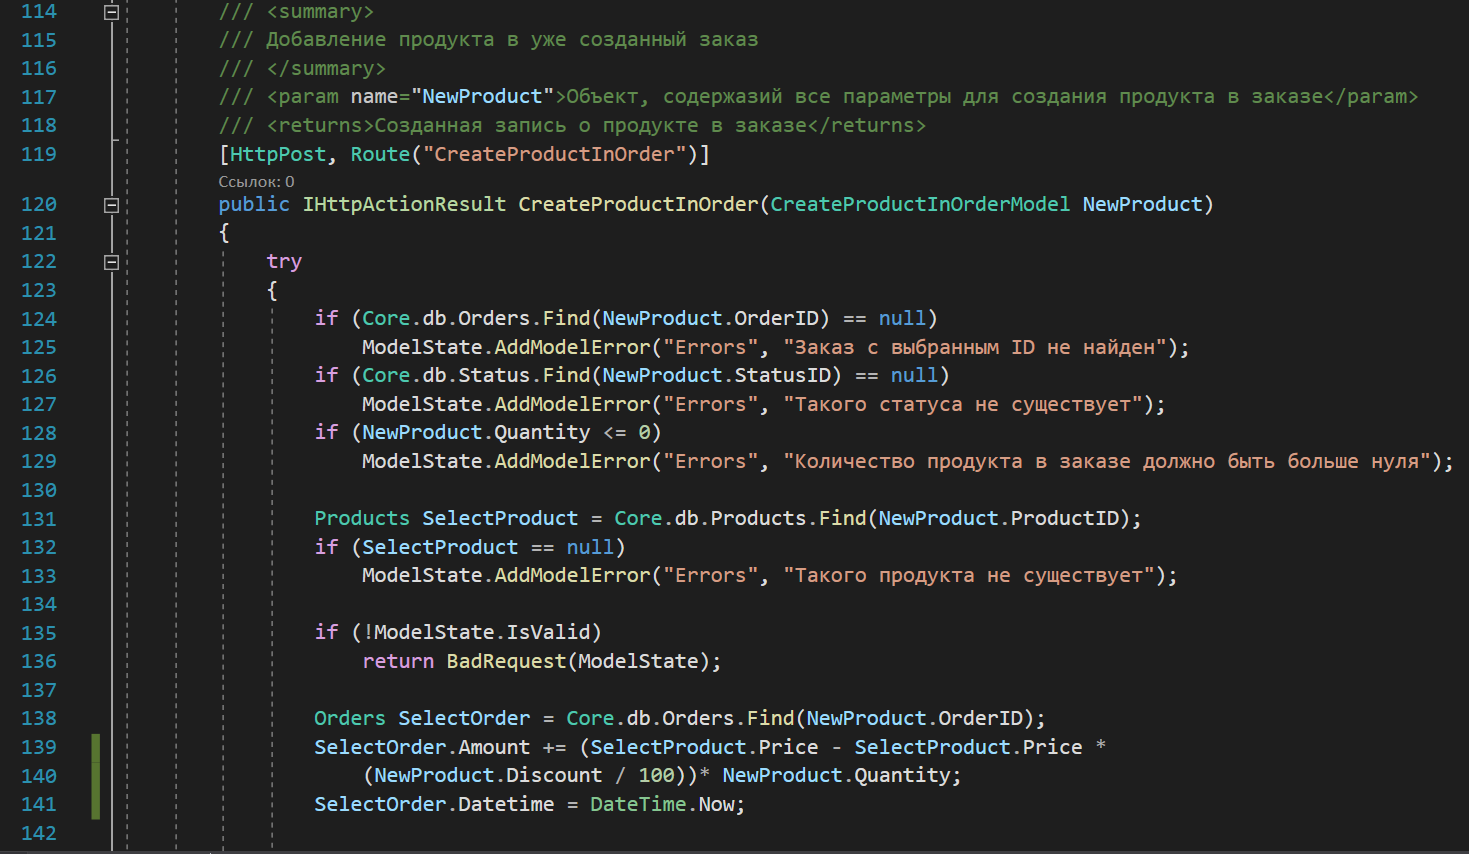 114 /// <summary>
115 /// Добавление продукта в уже созданный заказ
116 /// </summary>
117 /// <param name="NewProduct">Объект, содержазий все параметры для создания продукта в заказе</param>
118 /// <returns>Созданная запись о продукте в заказе</returns>
119 [HttpPost, Route("CreateProductInOrder")]
Ссылок: 0
120 public IHttpActionResult CreateProductInOrder(CreateProductInOrderModel NewProduct)
121 {
122 try
123 {
124 if (Core.db.Orders.Find(NewProduct.OrderID) == null)
125 ModelState.AddModelError("Errors", "Заказ с выбранным ID не найден");
126 if (Core.db.Status.Find(NewProduct.StatusID) == null)
127 ModelState.AddModelError("Errors", "Такого статуса не существует");
128 if (NewProduct.Quantity <= 0)
129 ModelState.AddModelError("Errors", "Количество продукта в заказе должно быть больше нуля");
130
131 Products SelectProduct = Core.db.Products.Find(NewProduct.ProductID);
132 if (SelectProduct == null)
133 ModelState.AddModelError("Errors", "Такого продукта не существует");
134
135 if (!ModelState.IsValid)
136 return BadRequest(ModelState);
137
138 Orders SelectOrder = Core.db.Orders.Find(NewProduct.OrderID);
139 SelectOrder.Amount += (SelectProduct.Price - SelectProduct.Price *
140 (NewProduct.Discount / 100))* NewProduct.Quantity;
141 SelectOrder.Datetime = DateTime.Now;
142